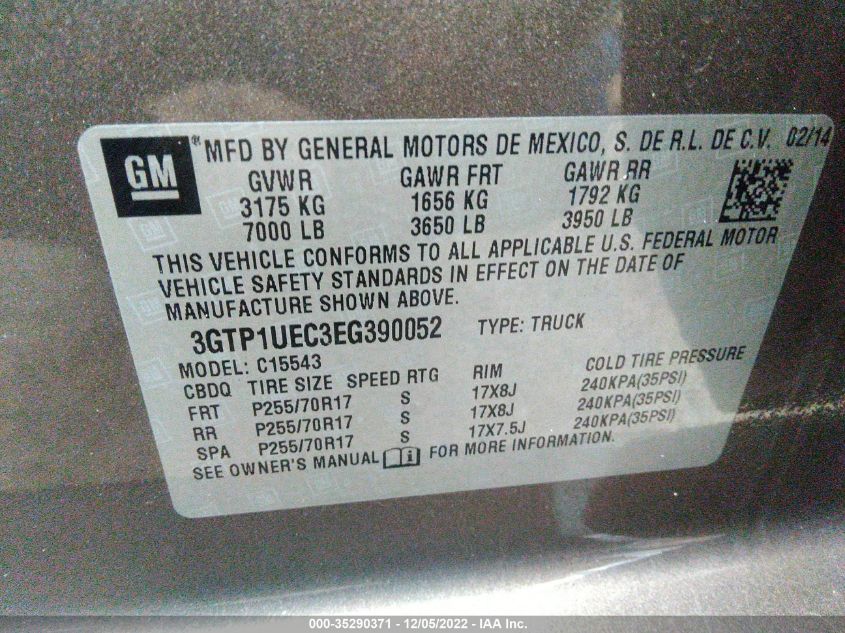 GM® MFD BY GENERAL MOTORS DE MEXICO, S. DE R.L. DE C.V. 02/14
GVWR GAWR FRT GAWR RR
3175 KG 1656 KG 1792 KG
7000 LB 3650 LB 3950 LB
THIS VEHICLE CONFORMS TO ALL APPLICABLE U.S. FEDERAL MOTOR
VEHICLE SAFETY STANDARDS IN EFFECT ON THE DATE OF
MANUFACTURE SHOWN ABOVE.
3GTP1UEC3EG390052 TYPE: TRUCK
MODEL: C15543
CBDQ TIRE SIZE SPEED RTG RIM COLD TIRE PRESSURE
FRT P255/70R17 S 17X8J 240KPA(35PSI)
RR P255/70R17 S 17X8J 240KPA(35PSI)
SPA P255/70R17 S 17X7.5J 240KPA(35PSI)
SEE OWNER'S MANUAL FOR MORE INFORMATION.
000-35290371 - 12/05/2022 - IAA Inc.